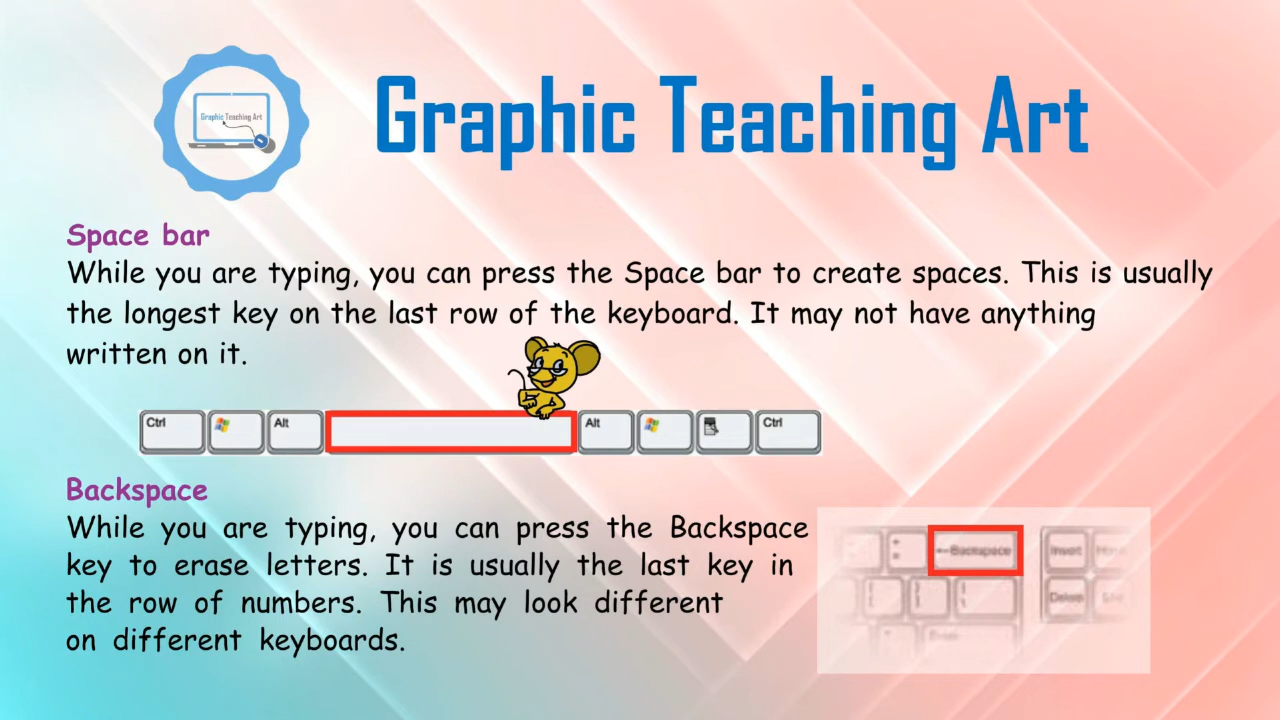 Graphic Teaching Art
Graphic Teaching Art
Space bar
While you are typing, you can press the Space bar to create spaces. This is usually
the longest key on the last row of the keyboard. It may not have anything
written on it.
Ctrl Alt Alt Ctrl
Backspace
While you are typing, you can press the Backspace
key to erase letters. It is usually the last key in
the row of numbers. This may look different
on different keyboards.
Backspace Insert
Delete
Enter